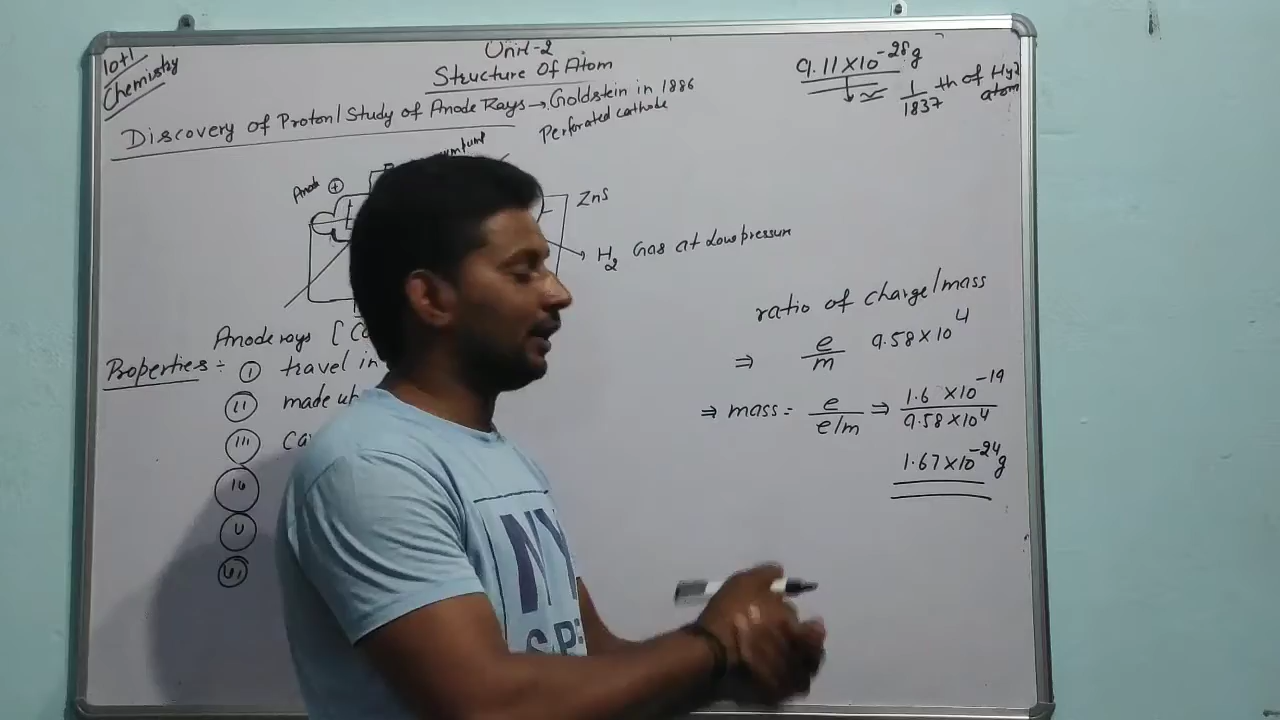 10+1
Chemistry
Unit-2
Structure Of Atom
Discovery of Proton / Study of Anode Rays → Goldstein in 1886
Perforated cathode
9.11×10⁻²⁸g
1/1837 th of Hyd
atom
Anode +
ZnS
H₂ Gas at Low pressure
Anode rays [
Properties :-
(i) travel in
(ii) made up
(iii)
(iv)
(v)
(vi)
ratio of charge/mass
⇒ e/m 9.58×10⁴
⇒ mass = e / e/m ⇒ 1.6 ×10⁻¹⁹ / 9.58×10⁴
1.67×10⁻²⁴g
NY